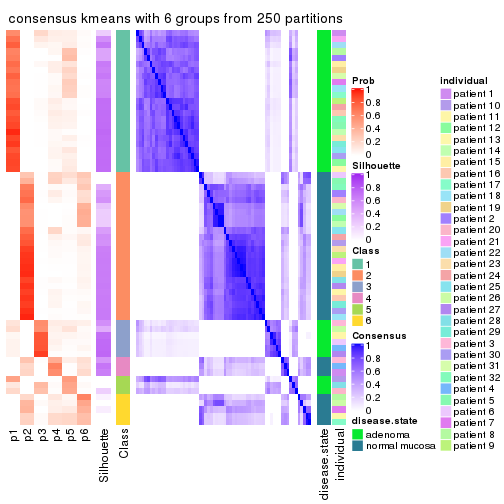 consensus kmeans with 6 groups from 250 partitions
p1
p2
p3
p4
p5
p6
Silhouette
Class
disease.state
individual
Prob
1
0.8
0.6
0.4
0.2
0
Silhouette
1
0.8
0.6
0.4
0.2
0
Class
1
2
3
4
5
6
Consensus
1
0.8
0.6
0.4
0.2
0
disease.state
adenoma
normal mucosa
individual
patient 1
patient 10
patient 11
patient 12
patient 13
patient 14
patient 15
patient 16
patient 17
patient 18
patient 19
patient 2
patient 20
patient 21
patient 22
patient 23
patient 24
patient 25
patient 26
patient 27
patient 28
patient 29
patient 3
patient 30
patient 31
patient 32
patient 4
patient 5
patient 6
patient 7
patient 8
patient 9